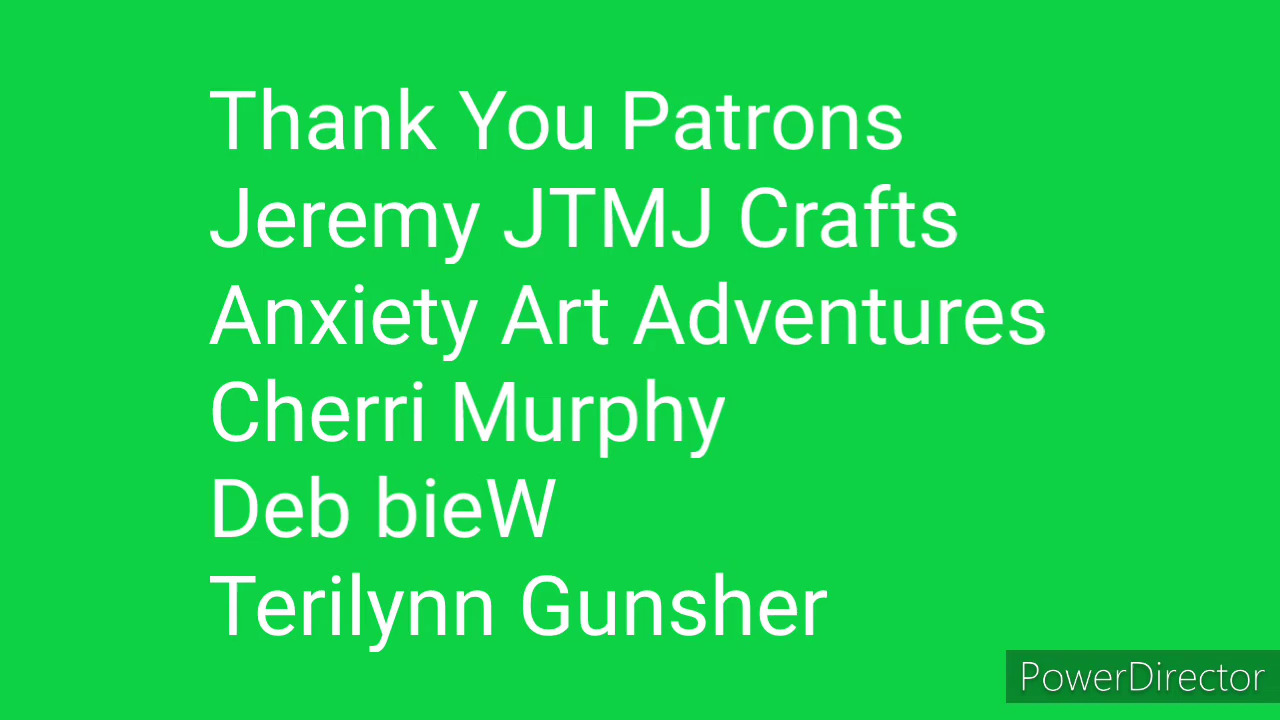 Thank You Patrons
Jeremy JTMJ Crafts
Anxiety Art Adventures
Cherri Murphy
Deb bieW
Terilynn Gunsher
PowerDirector